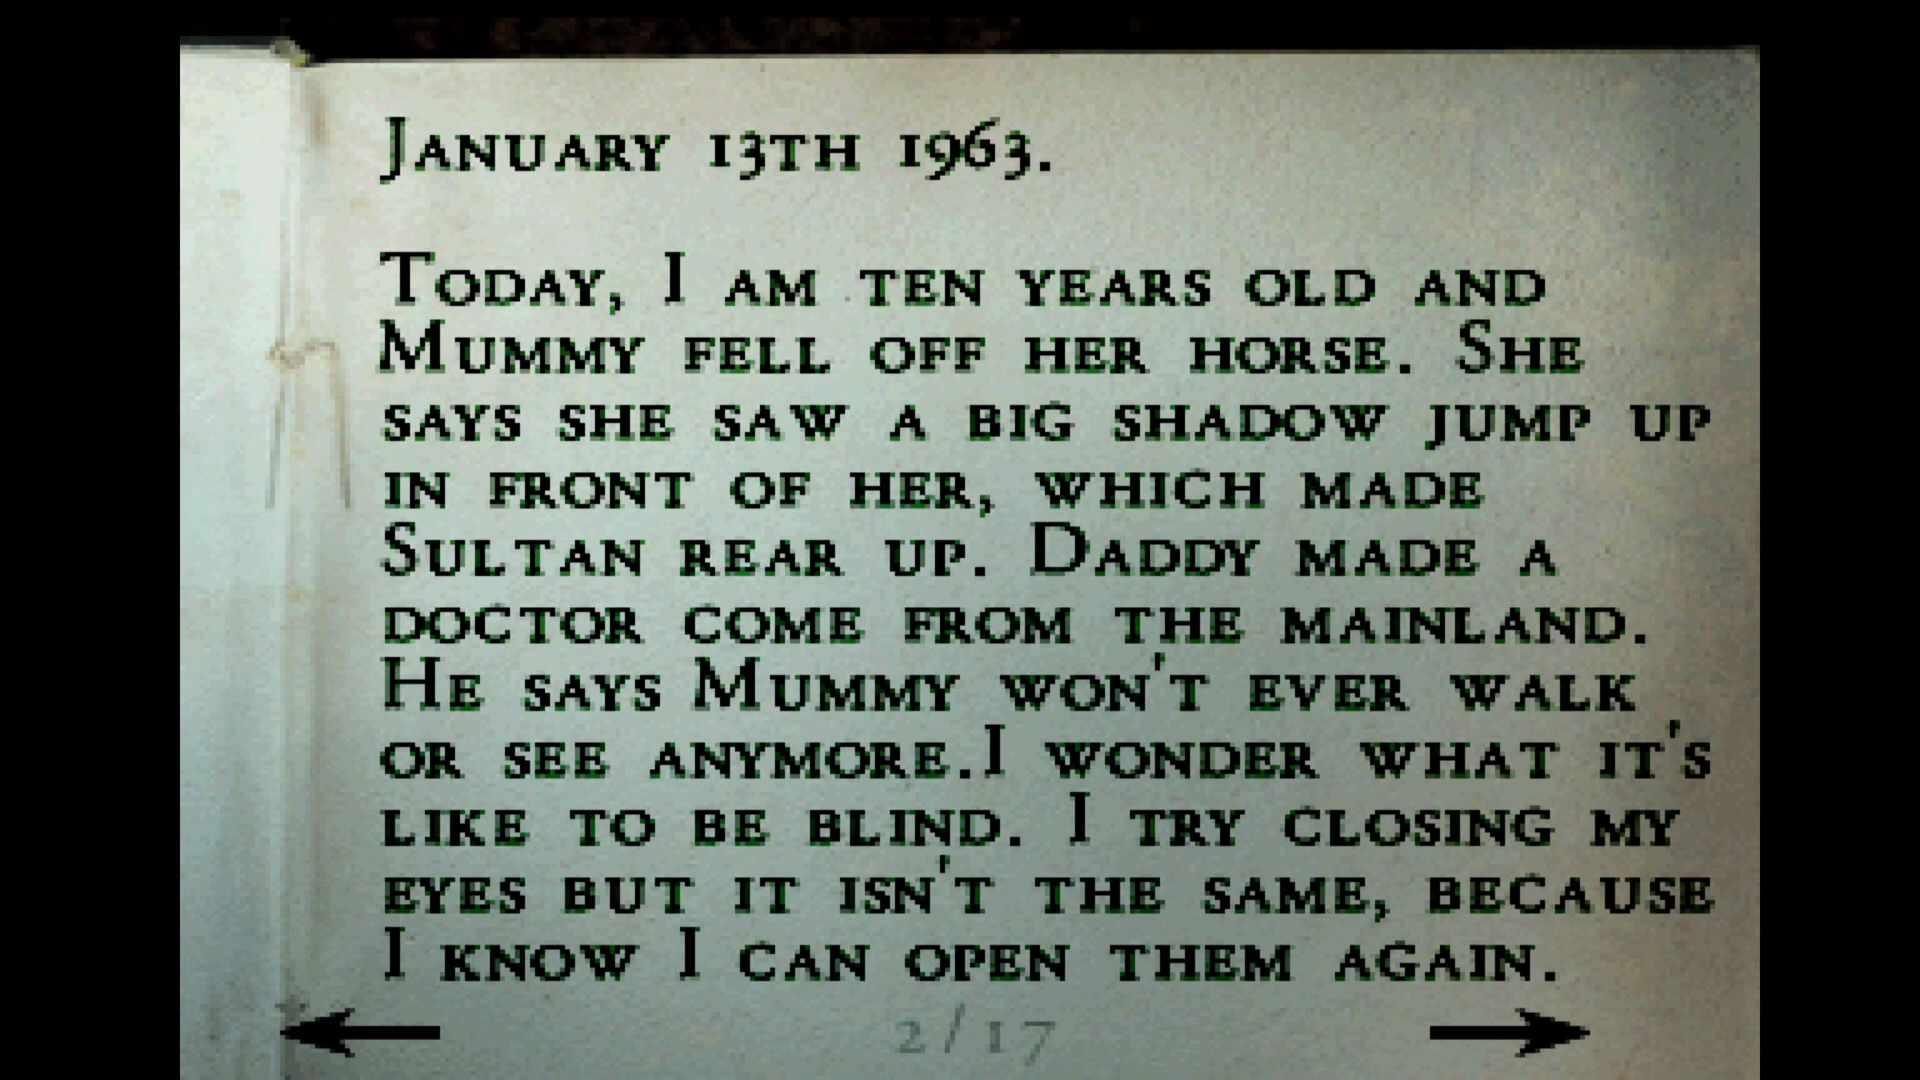 January 13th 1963.
Today, I am ten years old and
Mummy fell off her horse. She
says she saw a big shadow jump up
in front of her, which made
Sultan rear up. Daddy made a
doctor come from the mainland.
He says Mummy won't ever walk
or see anymore.I wonder what it's
like to be blind. I try closing my
eyes but it isn't the same, because
I know I can open them again.
2/17